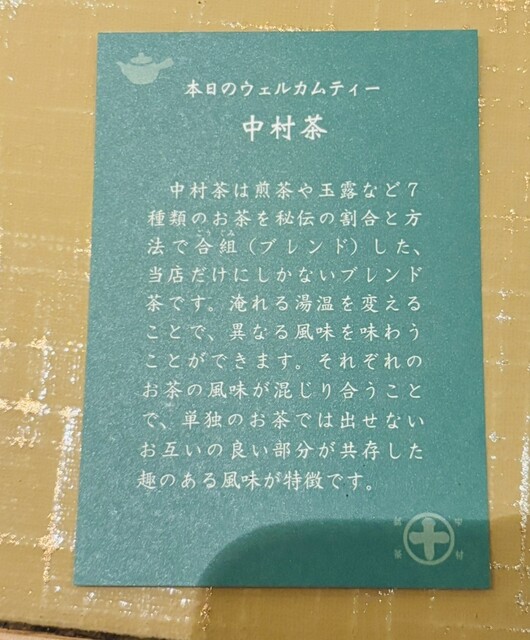 本日のウェルカムティー
中村茶
中村茶は煎茶や玉露など7
種類のお茶を秘伝の割合と方
法で合組（ブレンド）した、
当店だけにしかないブレンド
茶です。淹れる湯温を変える
ことで、異なる風味を味わう
ことができます。それぞれの
お茶の風味が混じり合うこと
で、単独のお茶では出せない
お互いの良い部分が共存した
趣のある風味が特徴です。